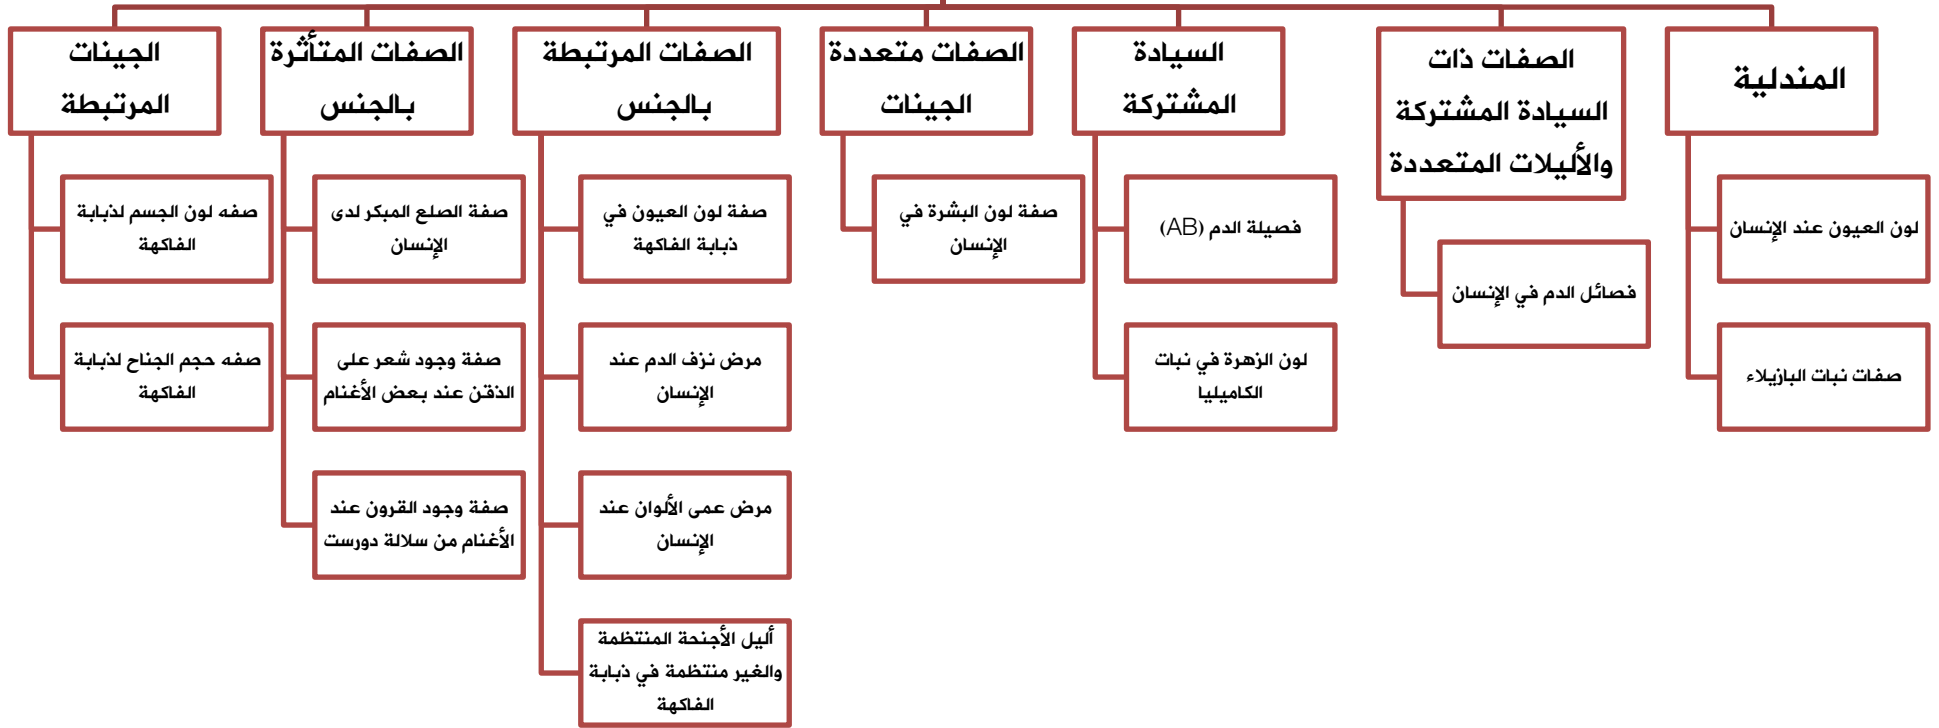 المندلية
لون العيون عند الإنسان
صفات نبات البازيلاء
الصفات ذات
السيادة المشتركة
والأليلات المتعددة
فصائل الدم في الإنسان
السيادة
المشتركة
فصيلة الدم (AB)
لون الزهرة في نبات
الكاميليا
الصفات متعددة
الجينات
صفة لون البشرة في
الإنسان
الصفات المرتبطة
بالجنس
صفة لون العيون في
ذبابة الفاكهة
مرض نزف الدم عند
الإنسان
مرض عمى الألوان عند
الإنسان
أليل الأجنحة المنتظمة
والغير منتظمة في ذبابة
الفاكهة
الصفات المتأثرة
بالجنس
صفة الصلع المبكر لدى
الإنسان
صفة وجود شعر على
الذقن عند بعض الأغنام
صفة وجود القرون عند
الأغنام من سلالة دورست
الجينات
المرتبطة
صفه لون الجسم لذبابة
الفاكهة
صفه حجم الجناح لذبابة
الفاكهة